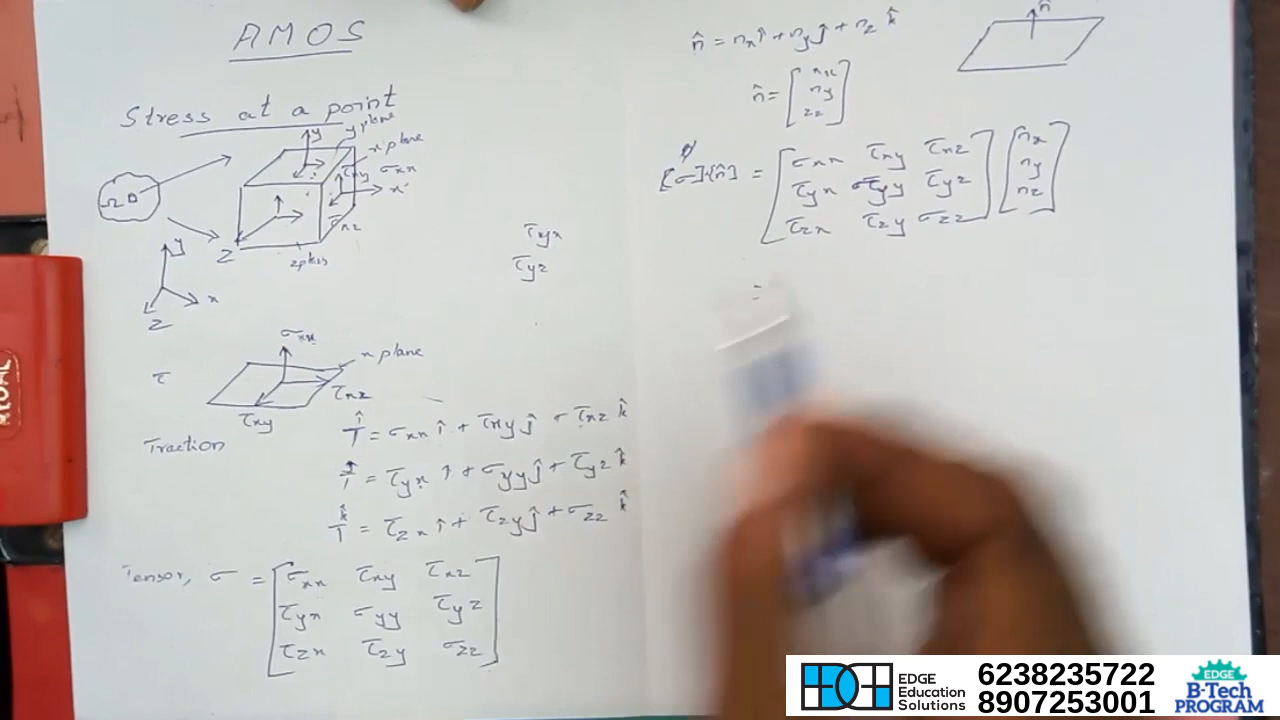 AMOS
Stress at a point
y
y plane
x plane
τxy σxx
x
τxz
Z
z plan
y
x
Z
τyx
τyz
σxx
x plane
τ
τxz
τxy
Traction
T^î = σxx î + τxy ĵ + τxz k̂
T^ĵ = τyx î + σyy ĵ + τyz k̂
T^k̂ = τzx î + τzy ĵ + σzz k̂
Tensor, σ = [σxx τxy τxz
τyx σyy τyz
τzx τzy σzz]
n̂ = nx î + ny ĵ + nz k̂
n̂
n̂ = [nx
ny
zz]
[σ]·[n̂] = [σxx τxy τxz] [nx
τyx σyy τyz ny
τzx τzy σzz] nz]
EDGE
Education
Solutions
6238235722
8907253001
EDGE
B-Tech
PROGRAM